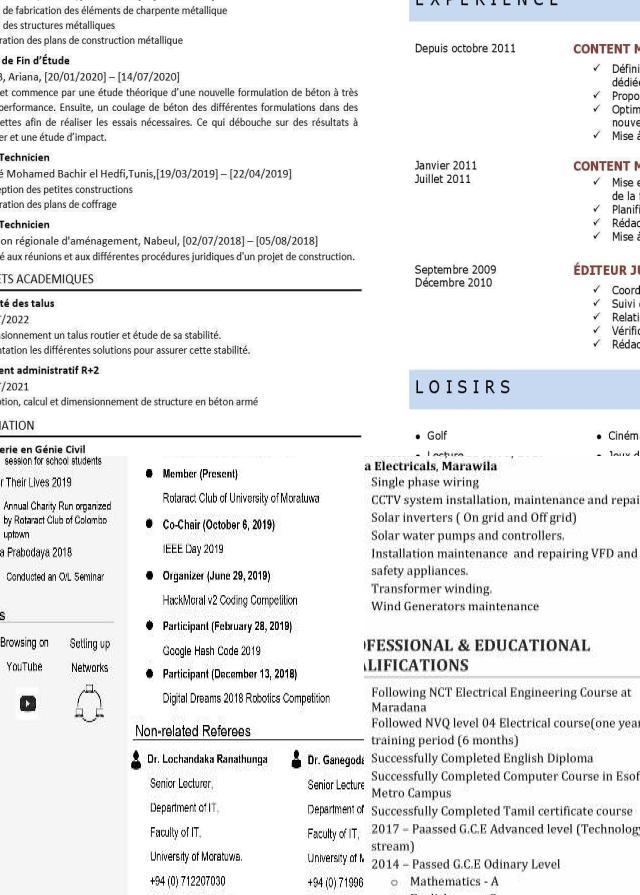 de fabrication des éléments de charpente métallique
des structures métalliques
ration des plans de construction métallique
de Fin d'Étude
3, Ariana, [20/01/2020] – [14/07/2020]
et commence par une étude théorique d'une nouvelle formulation de béton à très
performance. Ensuite, un coulage de béton des différentes formulations dans des
ettes afin de réaliser les essais nécessaires. Ce qui débouche sur des résultats à
er et une étude d'impact.
Technicien
é Mohamed Bachir el Hedfi,Tunis,[19/03/2019] – [22/04/2019]
eption des petites constructions
ration des plans de coffrage
Technicien
on régionale d'aménagement, Nabeul, [02/07/2018] – [05/08/2018]
é aux réunions et aux différentes procédures juridiques d'un projet de construction.
ETS ACADEMIQUES
té des talus
/2022
sionnement un talus routier et étude de sa stabilité.
ntation les différentes solutions pour assurer cette stabilité.
ent administratif R+2
/2021
tion, calcul et dimensionnement de structure en béton armé
MATION
erie en Génie Civil
EXPERIENCE
Depuis octobre 2011
CONTENT M
✓ Défini
dédiée
✓ Propo
✓ Optim
nouve
✓ Mise à
Janvier 2011
Juillet 2011
CONTENT M
✓ Mise e
de la
✓ Planifi
✓ Rédac
✓ Mise à
Septembre 2009
Décembre 2010
ÉDITEUR JU
✓ Coord
✓ Suivi
✓ Relati
✓ Vérific
✓ Rédac
LOISIRS
• Golf
• Ciném
session for school students
r Their Lives 2019
Annual Charity Run organized
by Rotaract Club of Colombo
uptown
a Prabodaya 2018
Conducted an O/L Seminar
S
Browsing on
YouTube
Setting up
Networks
● Member (Present)
Rotaract Club of University of Moratuwa
● Co-Chair (October 6, 2019)
IEEE Day 2019
● Organizer (June 29, 2019)
HackMoral v2 Coding Competition
● Participant (February 28, 2019)
Google Hash Code 2019
● Participant (December 13, 2018)
Digital Dreams 2018 Robotics Competition
Non-related Referees
Dr. Lochandaka Ranathunga
Senior Lecturer,
Department of IT,
Faculty of IT,
University of Moratuwa.
+94 (0) 712207030
Dr. Ganegoda
Senior Lecture
Department of
Faculty of IT,
University of M
+94 (0) 71996
a Electricals, Marawila
Single phase wiring
CCTV system installation, maintenance and repai
Solar inverters ( On grid and Off grid)
Solar water pumps and controllers.
Installation maintenance and repairing VFD and
safety appliances.
Transformer winding.
Wind Generators maintenance
OFESSIONAL & EDUCATIONAL
ALIFICATIONS
Following NCT Electrical Engineering Course at
Maradana
Followed NVQ level 04 Electrical course(one year
training period (6 months)
Successfully Completed English Diploma
Successfully Completed Computer Course in Esof
Metro Campus
Successfully Completed Tamil certificate course
2017 – Paassed G.C.E Advanced level (Technology
stream)
2014 – Passed G.C.E Odinary Level
o Mathematics - A